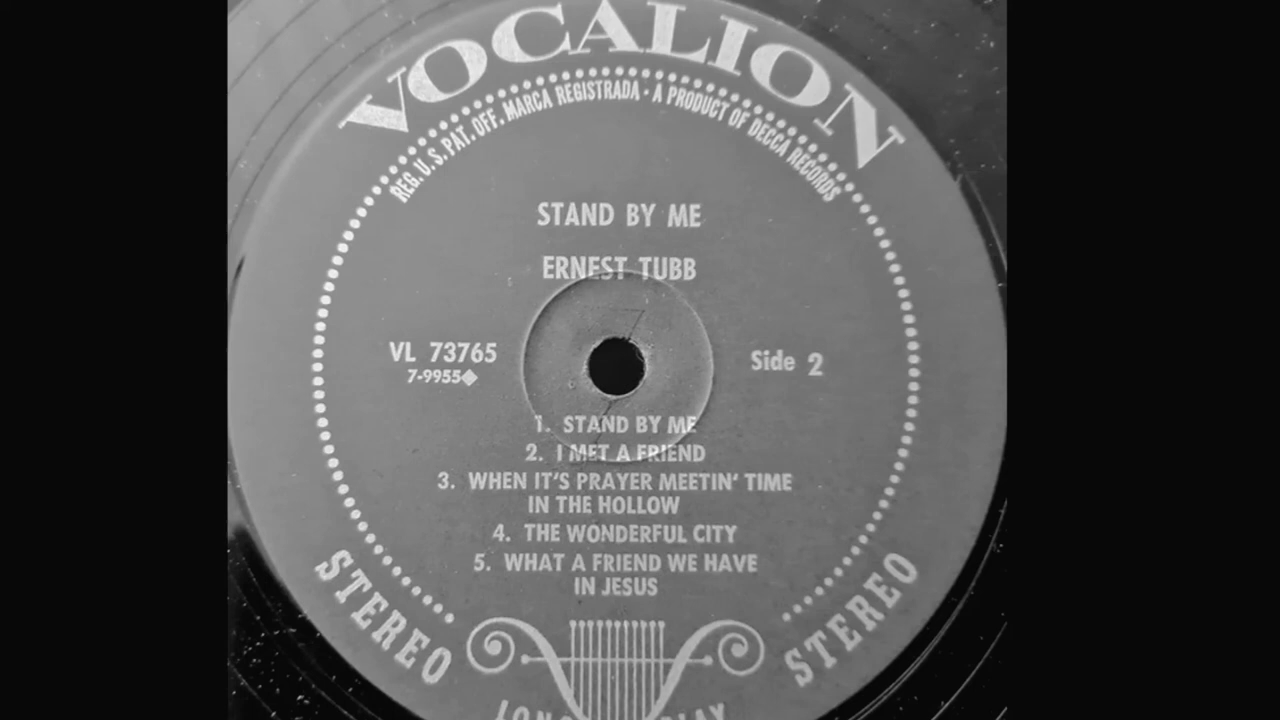 VOCALION
REG. U.S. PAT. OFF. MARCA REGISTRADA · A PRODUCT OF DECCA RECORDS
STAND BY ME
ERNEST TUBB
VL 73765
7-9955◆
Side 2
1. STAND BY ME
2. I MET A FRIEND
3. WHEN IT'S PRAYER MEETIN' TIME
IN THE HOLLOW
4. THE WONDERFUL CITY
5. WHAT A FRIEND WE HAVE
IN JESUS
STEREO
STEREO
LONG PLAY